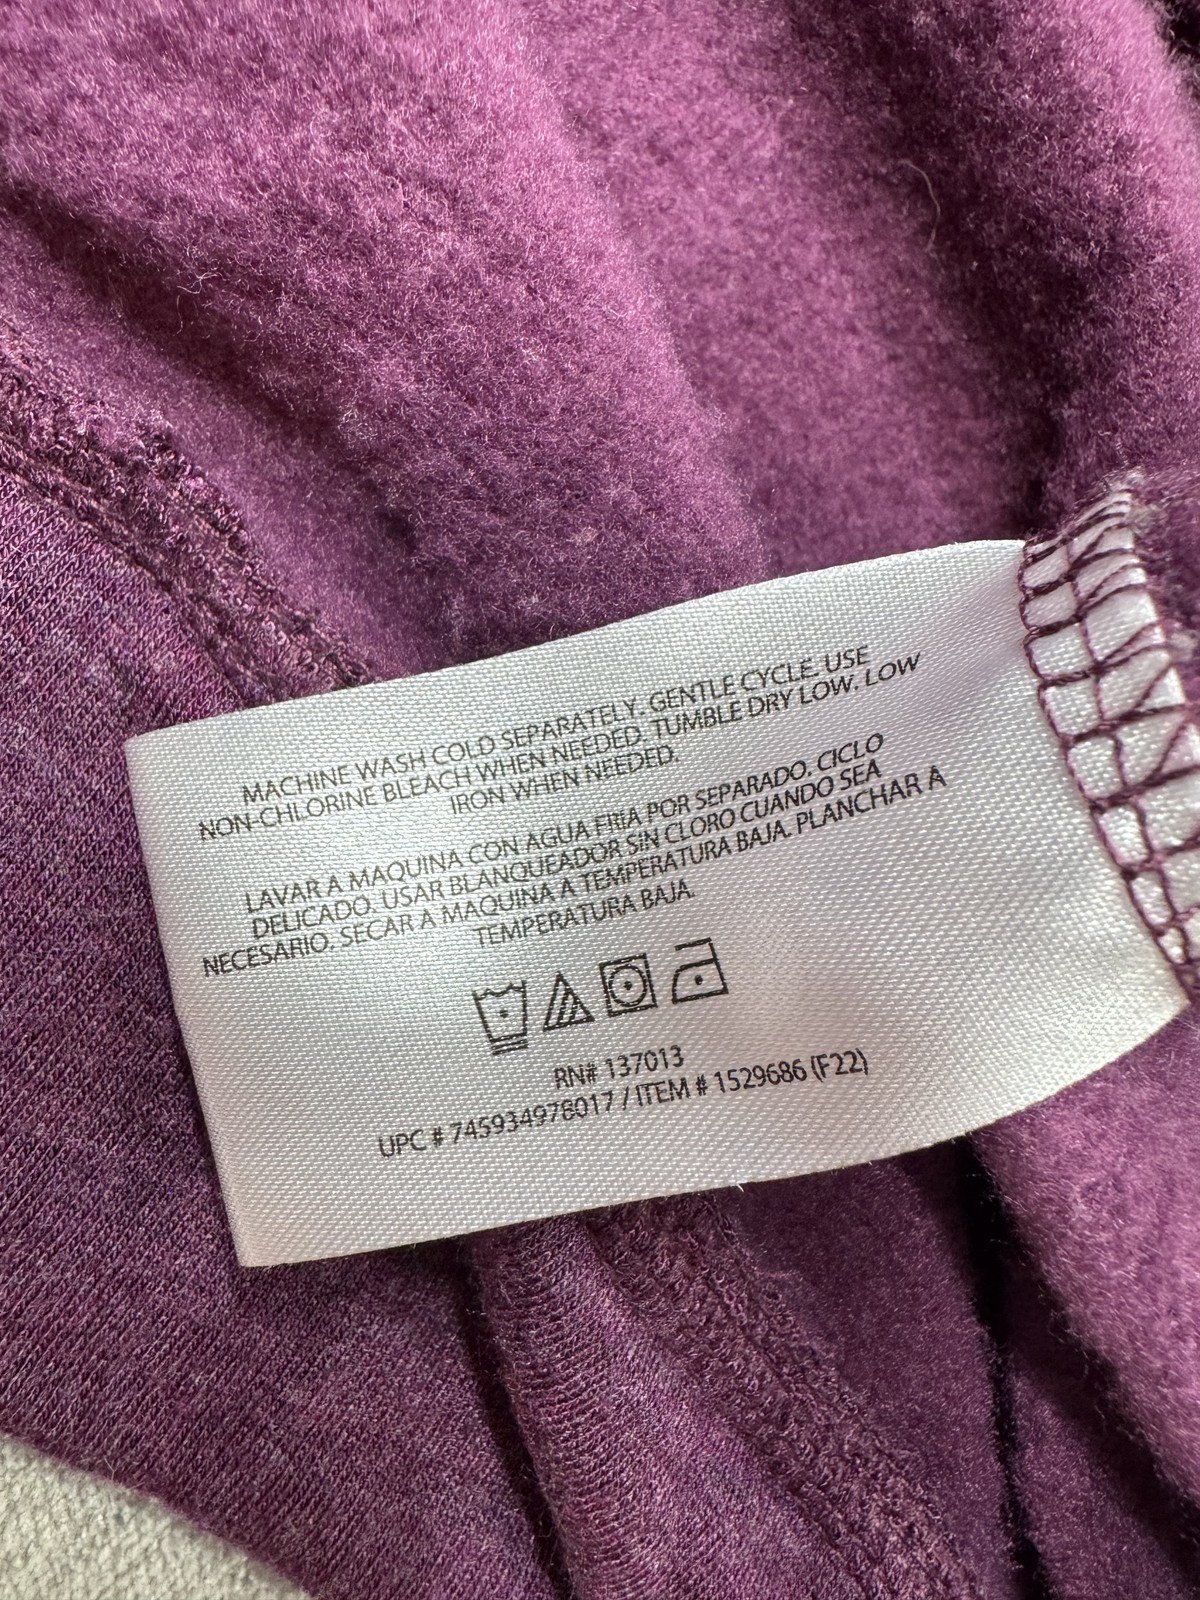 MACHINE WASH COLD SEPARATELY. GENTLE CYCLE. USE
NON-CHLORINE BLEACH WHEN NEEDED. TUMBLE DRY LOW. LOW
IRON WHEN NEEDED.
LAVAR A MAQUINA CON AGUA FRIA POR SEPARADO. CICLO
DELICADO. USAR BLANQUEADOR SIN CLORO CUANDO SEA
NECESARIO. SECAR A MAQUINA A TEMPERATURA BAJA. PLANCHAR A
TEMPERATURA BAJA.
RN# 137013
UPC # 745934978017 / ITEM # 1529686 (F22)